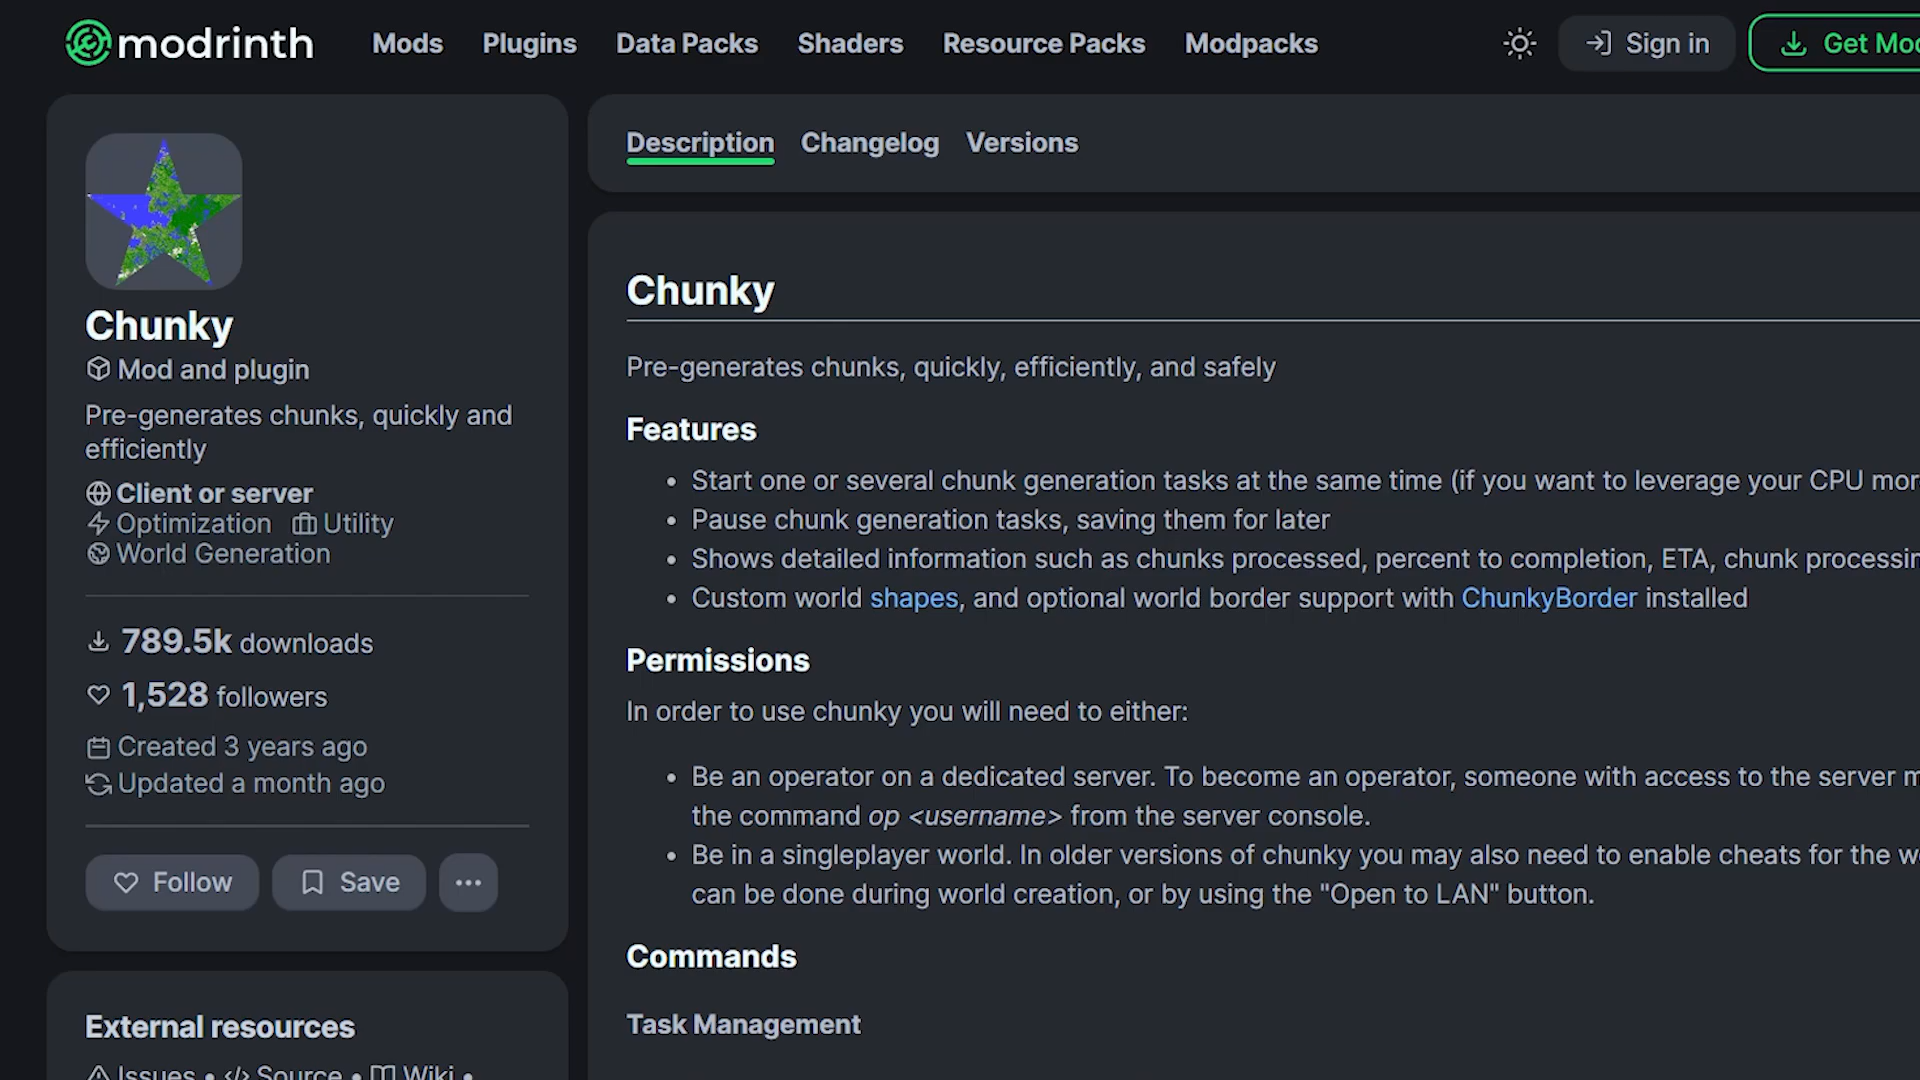 modrinth Mods Plugins Data Packs Shaders Resource Packs Modpacks Sign in Get
Chunky
Mod and plugin
Pre-generates chunks, quickly and
efficiently
Client or server
Optimization Utility
World Generation
789.5k downloads
1,528 followers
Created 3 years ago
Updated a month ago
Follow Save
External resources
Issues • Source • Wiki •
Description Changelog Versions
Chunky
Pre-generates chunks, quickly, efficiently, and safely
Features
• Start one or several chunk generation tasks at the same time (if you want to leverage your CPU
• Pause chunk generation tasks, saving them for later
• Shows detailed information such as chunks processed, percent to completion, ETA, chunk
• Custom world shapes, and optional world border support with ChunkyBorder installed
Permissions
In order to use chunky you will need to either:
• Be an operator on a dedicated server. To become an operator, someone with access to the server
the command op <username> from the server console.
• Be in a singleplayer world. In older versions of chunky you may also need to enable cheats for the
can be done during world creation, or by using the "Open to LAN" button.
Commands
Task Management